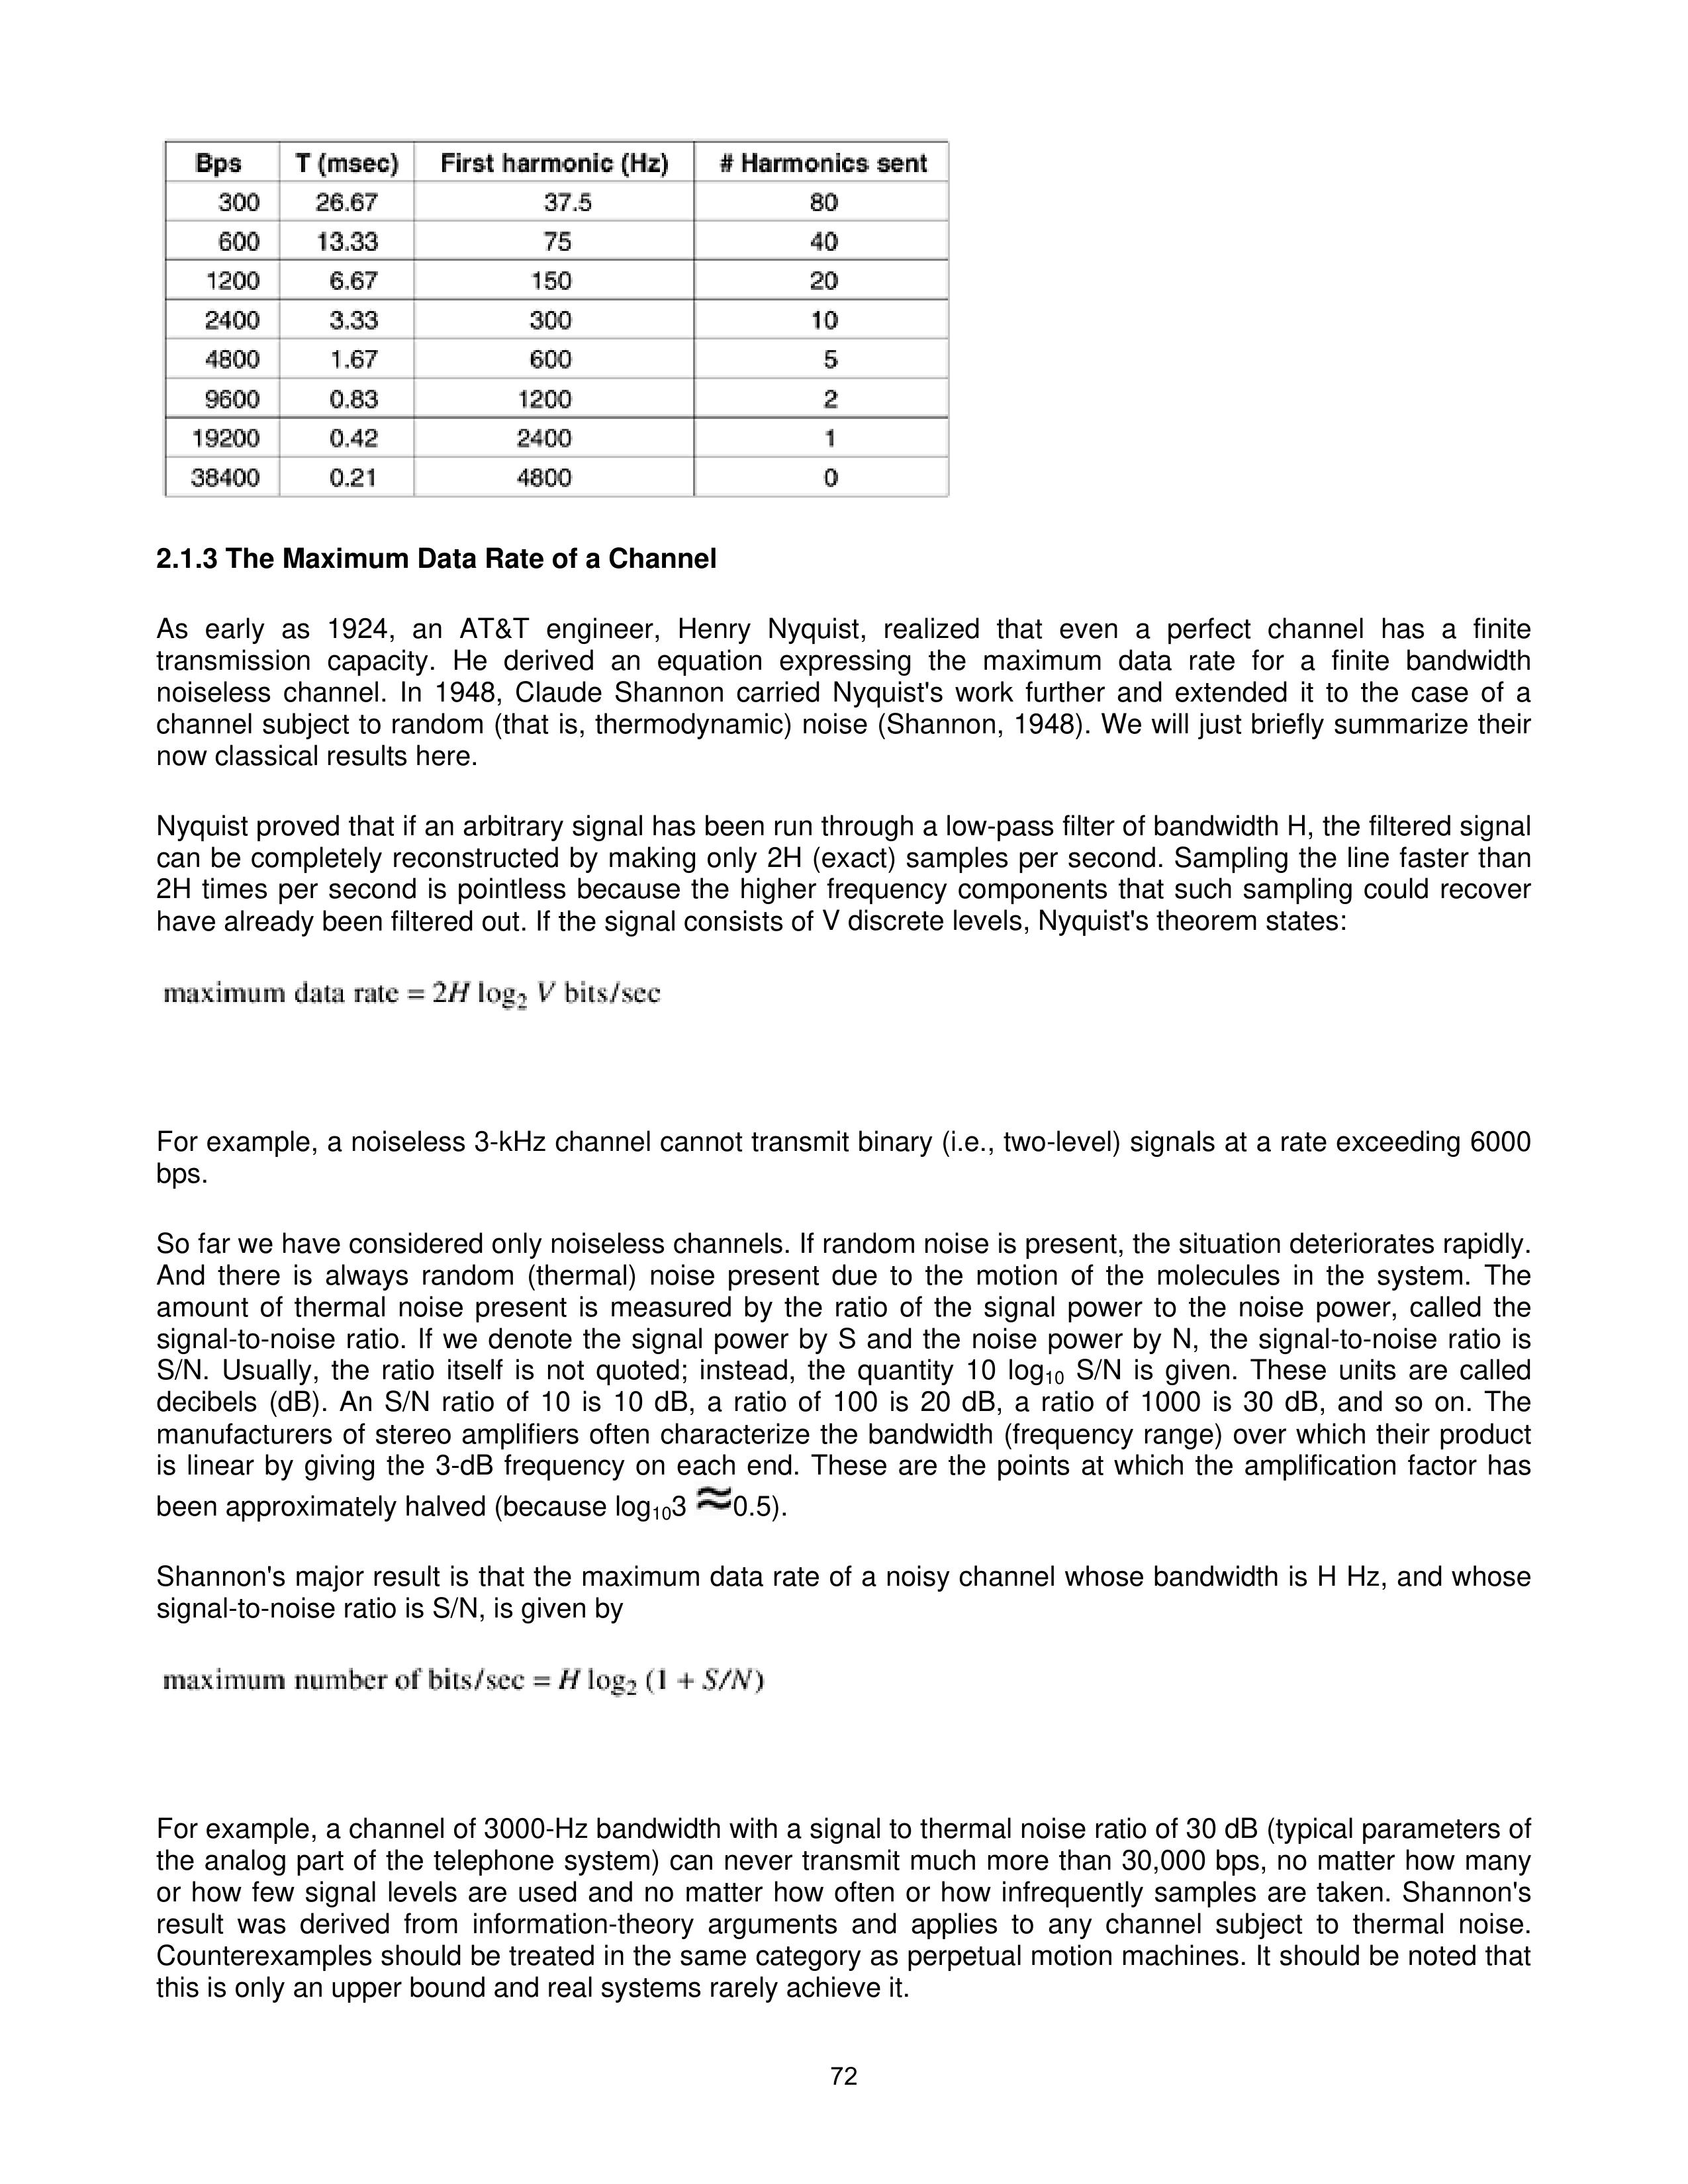 Bps T (msec) First harmonic (Hz) # Harmonics sent
300 26.67 37.5 80
600 13.33 75 40
1200 6.67 150 20
2400 3.33 300 10
4800 1.67 600 5
9600 0.83 1200 2
19200 0.42 2400 1
38400 0.21 4800 0
2.1.3 The Maximum Data Rate of a Channel
As early as 1924, an AT&T engineer, Henry Nyquist, realized that even a perfect channel has a finite
transmission capacity. He derived an equation expressing the maximum data rate for a finite bandwidth
noiseless channel. In 1948, Claude Shannon carried Nyquist's work further and extended it to the case of a
channel subject to random (that is, thermodynamic) noise (Shannon, 1948). We will just briefly summarize their
now classical results here.
Nyquist proved that if an arbitrary signal has been run through a low-pass filter of bandwidth H, the filtered signal
can be completely reconstructed by making only 2H (exact) samples per second. Sampling the line faster than
2H times per second is pointless because the higher frequency components that such sampling could recover
have already been filtered out. If the signal consists of V discrete levels, Nyquist's theorem states:
maximum data rate = 2H log₂ V bits/sec
For example, a noiseless 3-kHz channel cannot transmit binary (i.e., two-level) signals at a rate exceeding 6000
bps.
So far we have considered only noiseless channels. If random noise is present, the situation deteriorates rapidly.
And there is always random (thermal) noise present due to the motion of the molecules in the system. The
amount of thermal noise present is measured by the ratio of the signal power to the noise power, called the
signal-to-noise ratio. If we denote the signal power by S and the noise power by N, the signal-to-noise ratio is
S/N. Usually, the ratio itself is not quoted; instead, the quantity 10 log₁₀ S/N is given. These units are called
decibels (dB). An S/N ratio of 10 is 10 dB, a ratio of 100 is 20 dB, a ratio of 1000 is 30 dB, and so on. The
manufacturers of stereo amplifiers often characterize the bandwidth (frequency range) over which their product
is linear by giving the 3-dB frequency on each end. These are the points at which the amplification factor has
been approximately halved (because log₁₀3 ≈0.5).
Shannon's major result is that the maximum data rate of a noisy channel whose bandwidth is H Hz, and whose
signal-to-noise ratio is S/N, is given by
maximum number of bits/sec = H log₂ (1 + S/N)
For example, a channel of 3000-Hz bandwidth with a signal to thermal noise ratio of 30 dB (typical parameters of
the analog part of the telephone system) can never transmit much more than 30,000 bps, no matter how many
or how few signal levels are used and no matter how often or how infrequently samples are taken. Shannon's
result was derived from information-theory arguments and applies to any channel subject to thermal noise.
Counterexamples should be treated in the same category as perpetual motion machines. It should be noted that
this is only an upper bound and real systems rarely achieve it.
72